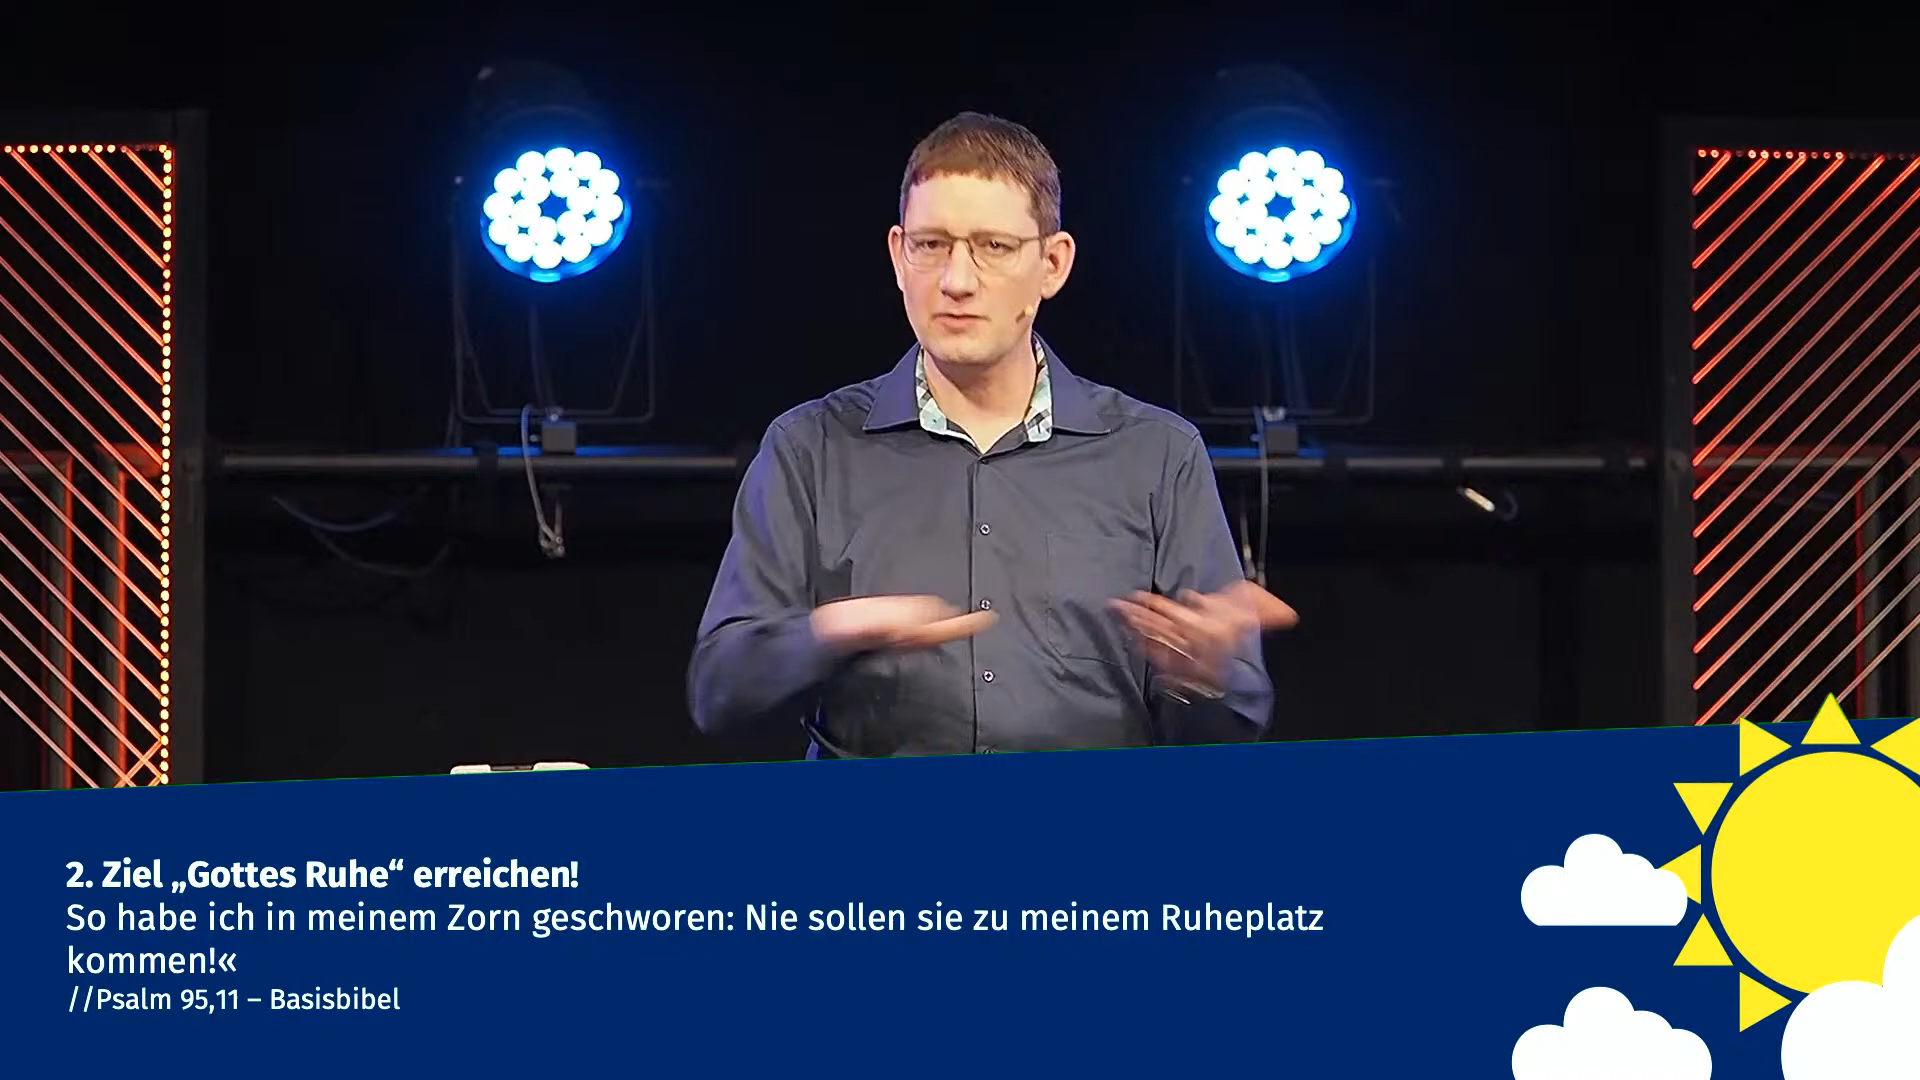 2. Ziel „Gottes Ruhe“ erreichen!
So habe ich in meinem Zorn geschworen: Nie sollen sie zu meinem Ruheplatz
kommen!«
//Psalm 95,11 – Basisbibel